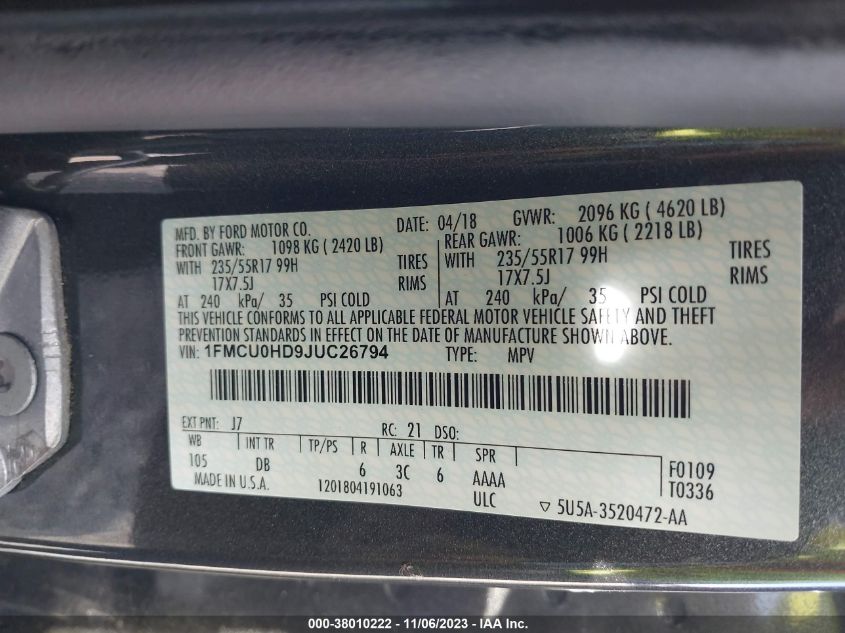 MFD. BY FORD MOTOR CO. DATE: 04/18 GVWR: 2096 KG ( 4620 LB)
FRONT GAWR: 1098 KG ( 2420 LB) REAR GAWR: 1006 KG ( 2218 LB)
WITH 235/55R17 99H TIRES WITH 235/55R17 99H TIRES
17X7.5J RIMS 17X7.5J RIMS
AT 240 kPa/ 35 PSI COLD AT 240 kPa/ 35 PSI COLD
THIS VEHICLE CONFORMS TO ALL APPLICABLE FEDERAL MOTOR VEHICLE SAFETY AND THEFT
PREVENTION STANDARDS IN EFFECT ON THE DATE OF MANUFACTURE SHOWN ABOVE.
VIN: 1FMCU0HD9JUC26794 TYPE: MPV
EXT PNT: J7 RC: 21 DSO:
WB INT TR TP/PS R AXLE TR SPR
105 DB 6 3C 6 AAAA F0109
MADE IN U.S.A. 1201804191063 ULC T0336
5U5A-3520472-AA
000-38010222 - 11/06/2023 - IAA Inc.